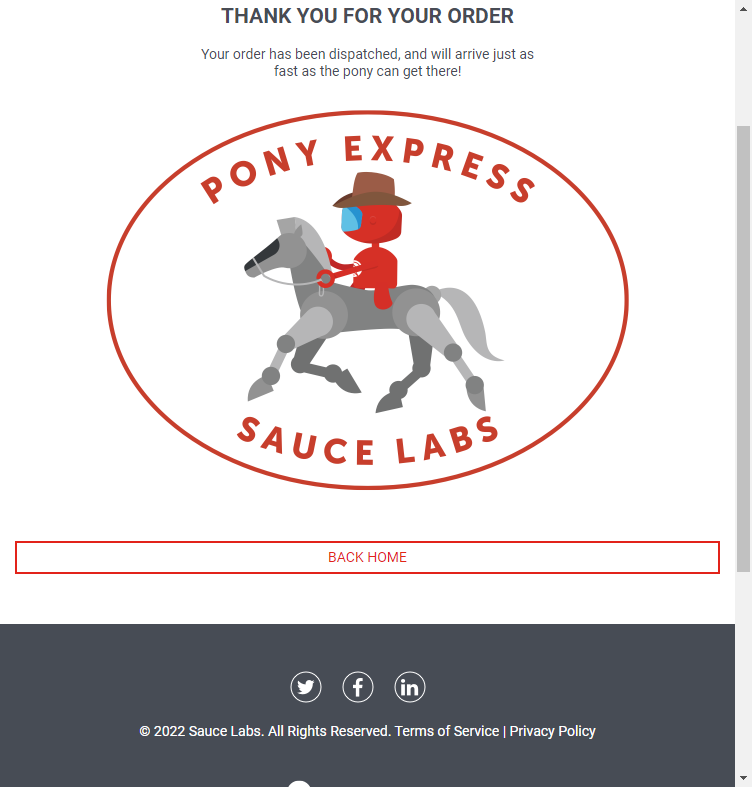 THANK YOU FOR YOUR ORDER
Your order has been dispatched, and will arrive just as
fast as the pony can get there!
PONY EXPRESS
SAUCE LABS
BACK HOME
© 2022 Sauce Labs. All Rights Reserved. Terms of Service | Privacy Policy